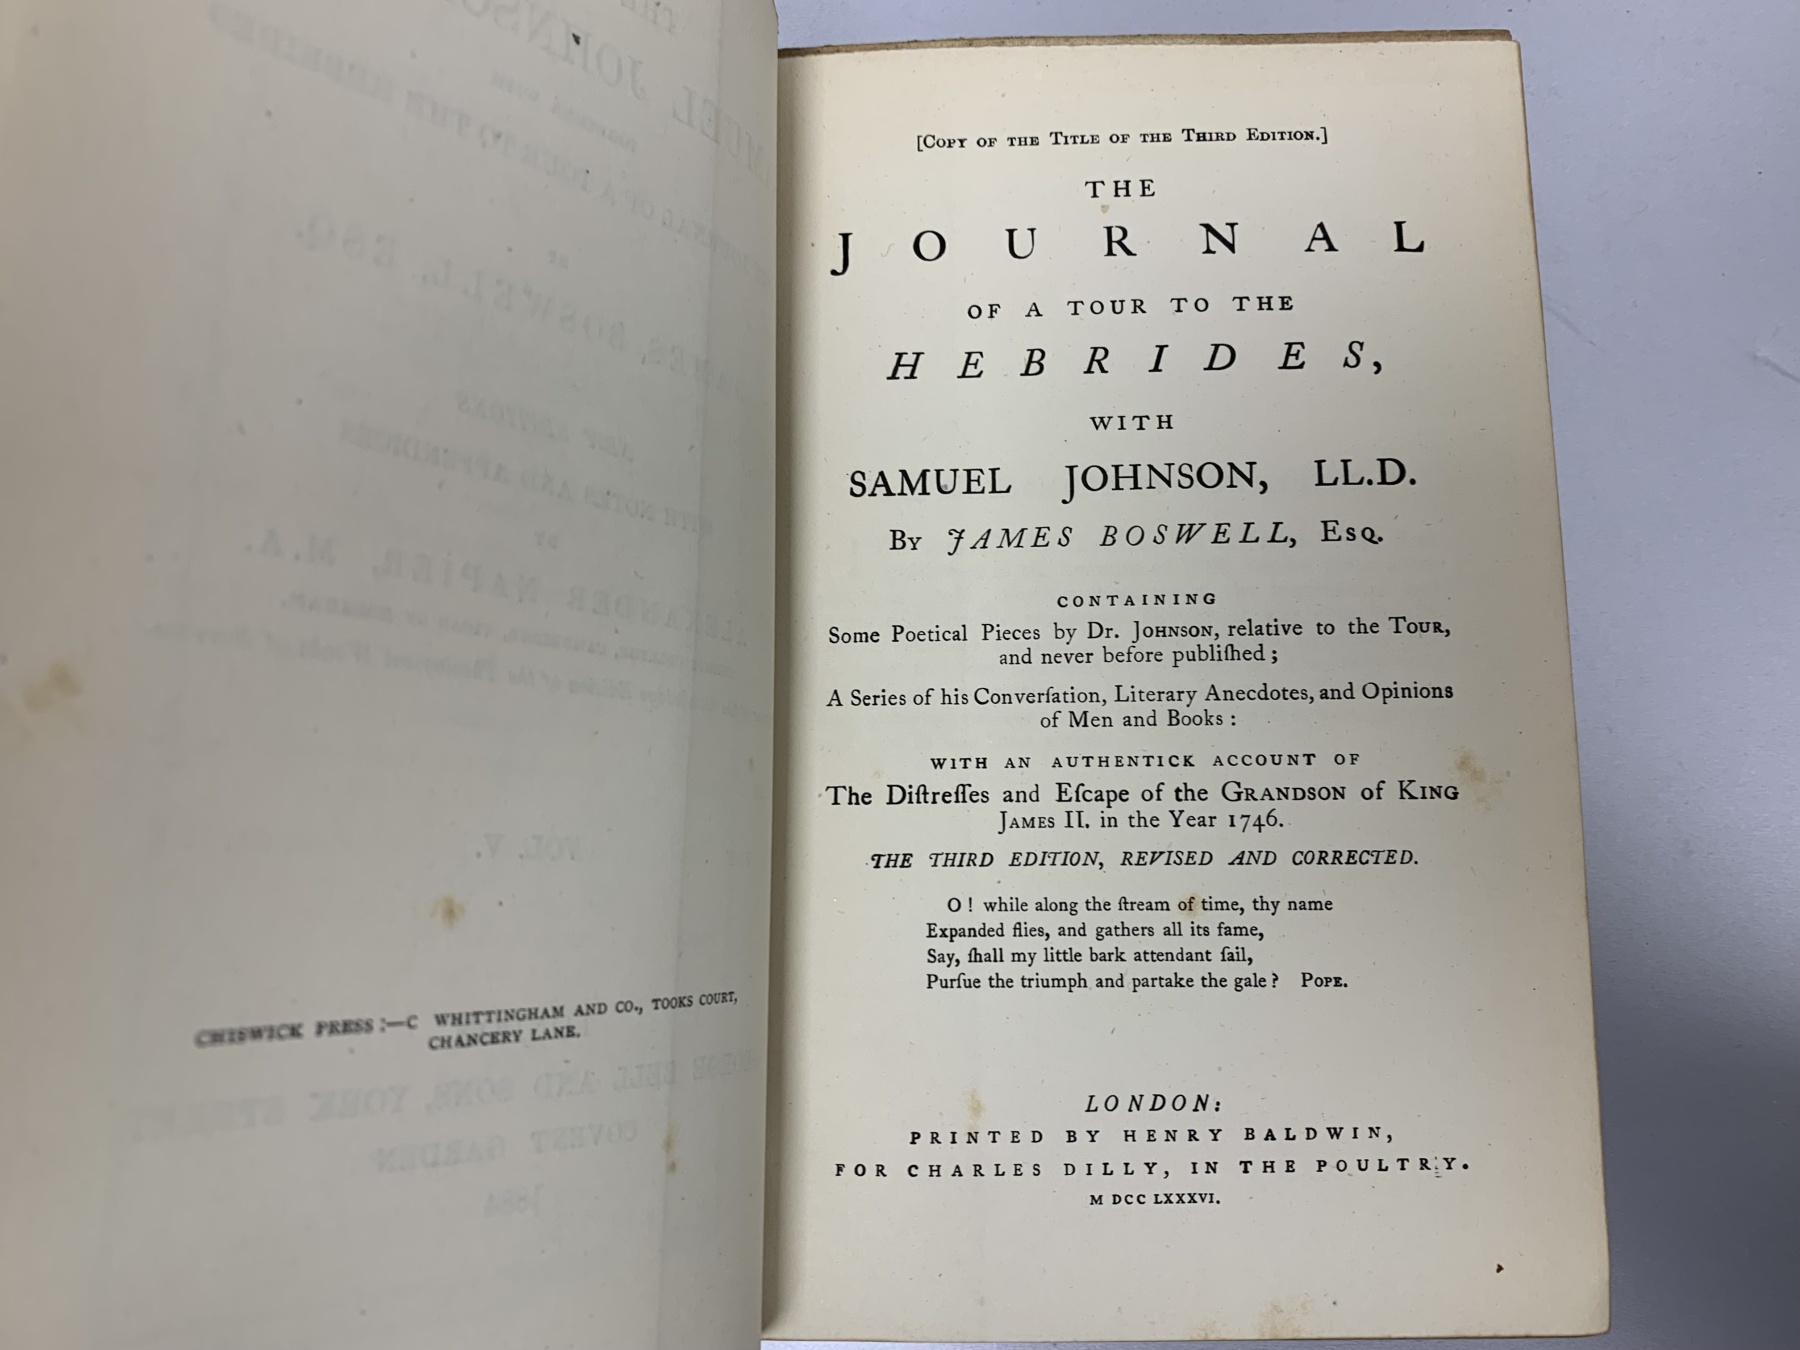 CHISWICK PRESS:—C WHITTINGHAM AND CO., TOOKS COURT,
CHANCERY LANE.
[Copy of the Title of the Third Edition.]
THE
JOURNAL
OF A TOUR TO THE
HEBRIDES,
WITH
SAMUEL JOHNSON, LL.D.
By JAMES BOSWELL, Esq.
CONTAINING
Some Poetical Pieces by Dr. Johnson, relative to the Tour,
and never before publiſhed;
A Series of his Converſation, Literary Anecdotes, and Opinions
of Men and Books:
WITH AN AUTHENTICK ACCOUNT OF
The Diſtreſſes and Eſcape of the Grandson of King
James II. in the Year 1746.
THE THIRD EDITION, REVISED AND CORRECTED.
O! while along the ſtream of time, thy name
Expanded flies, and gathers all its fame,
Say, ſhall my little bark attendant ſail,
Purſue the triumph and partake the gale? Pope.
LONDON:
PRINTED BY HENRY BALDWIN,
FOR CHARLES DILLY, IN THE POULTRY.
M DCC LXXXVI.